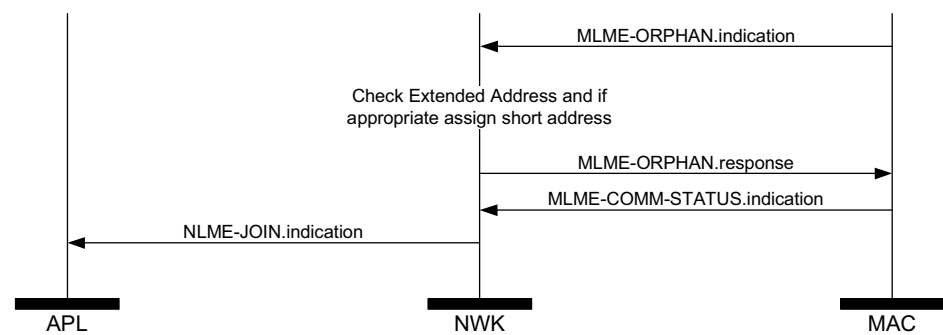 MLME-ORPHAN.indication
Check Extended Address and if
appropriate assign short address
MLME-ORPHAN.response
MLME-COMM-STATUS.indication
NLME-JOIN.indication
APL
NWK
MAC